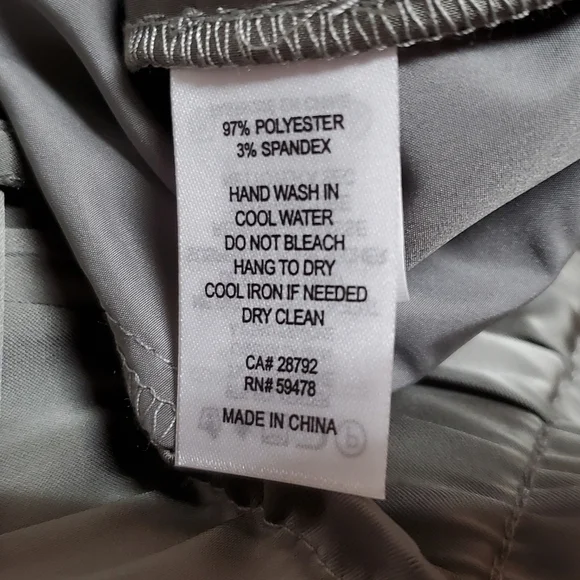 97% POLYESTER
3% SPANDEX
HAND WASH IN
COOL WATER
DO NOT BLEACH
HANG TO DRY
COOL IRON IF NEEDED
DRY CLEAN
CA# 28792
RN# 59478
MADE IN CHINA